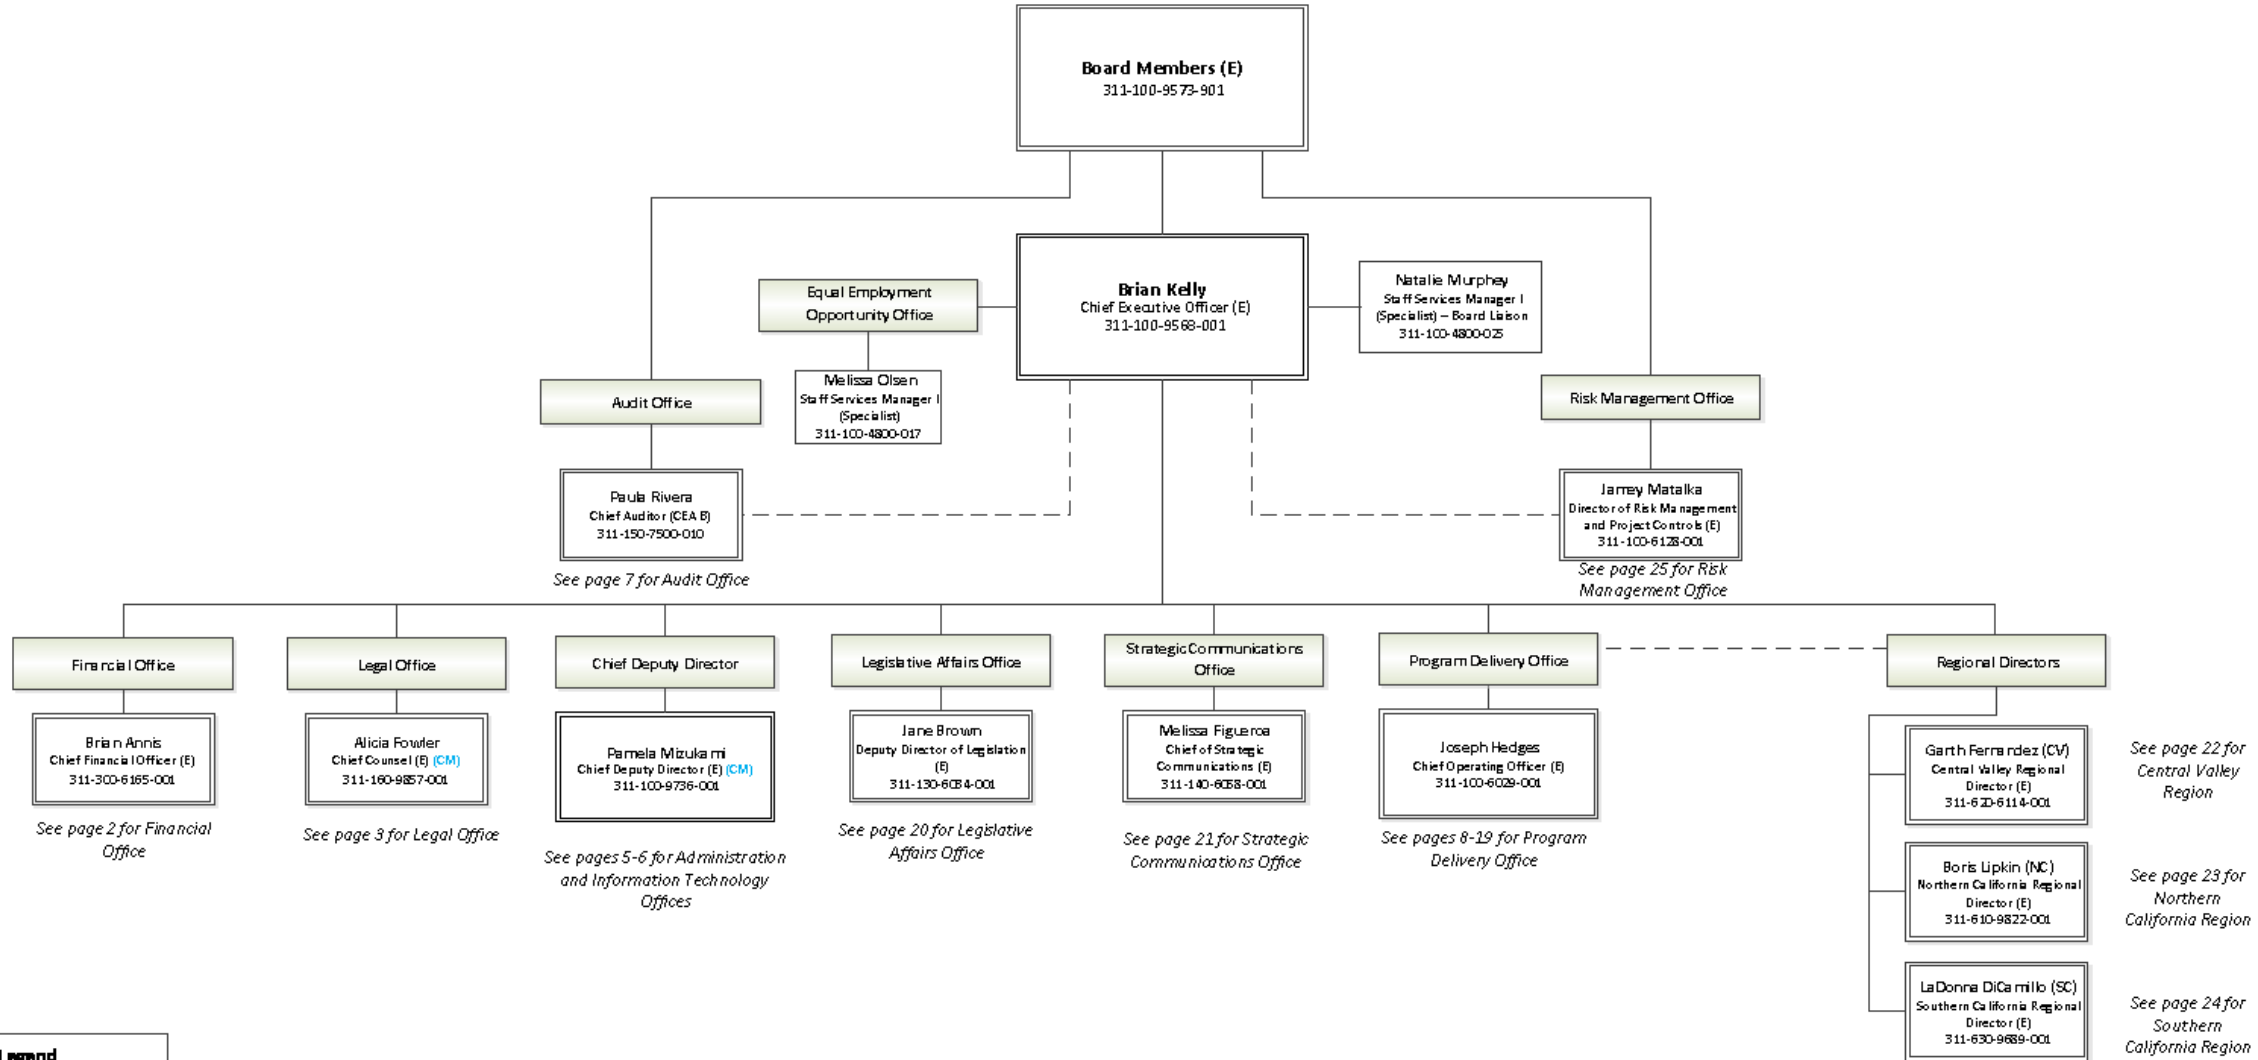 Board Members (E)
311-100-9573-901
Brian Kelly
Chief Executive Officer (E)
311-100-9568-001
Equal Employment
Opportunity Office
Melissa Olsen
Staff Services Manager I
(Specialist)
311-100-4800-017
Natalie Murphey
Staff Services Manager I
(Specialist) – Board Liaison
311-100-4800-025
Audit Office
Paula Rivera
Chief Auditor (CEA B)
311-150-7500-010
See page 7 for Audit Office
Risk Management Office
Jamey Matalka
Director of Risk Management
and Project Controls (E)
311-100-6128-001
See page 25 for Risk
Management Office
Financial Office
Brian Annis
Chief Financial Officer (E)
311-300-6165-001
See page 2 for Financial
Office
Legal Office
Alicia Fowler
Chief Counsel (E) (CM)
311-160-9857-001
See page 3 for Legal Office
Chief Deputy Director
Pamela Mizukami
Chief Deputy Director (E) (CM)
311-100-9736-001
See pages 5-6 for Administration
and Information Technology
Offices
Legislative Affairs Office
Jane Brown
Deputy Director of Legislation
(E)
311-130-6084-001
See page 20 for Legislative
Affairs Office
Strategic Communications
Office
Melissa Figueroa
Chief of Strategic
Communications (E)
311-140-6058-001
See page 21 for Strategic
Communications Office
Program Delivery Office
Joseph Hedges
Chief Operating Officer (E)
311-100-6029-001
See pages 8-19 for Program
Delivery Office
Regional Directors
Garth Fernandez (CV)
Central Valley Regional
Director (E)
311-620-6114-001
See page 22 for
Central Valley
Region
Boris Lipkin (NC)
Northern California Regional
Director (E)
311-610-9822-001
See page 23 for
Northern
California Region
LaDonna DiCamillo (SC)
Southern California Regional
Director (E)
311-630-9689-001
See page 24 for
Southern
California Region
Legend